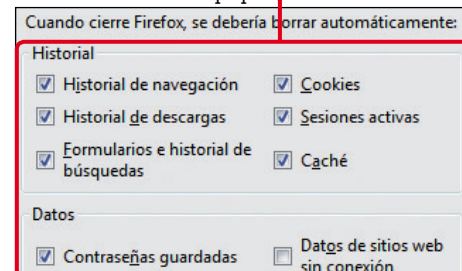 Cuando cierre Firefox, se debería borrar automáticamente:
Historial
Historial de navegación
Cookies
Historial de descargas
Sesiones activas
Formularios e historial de
búsquedas
Caché
Datos
Contraseñas guardadas
Datos de sitios web
sin conexión